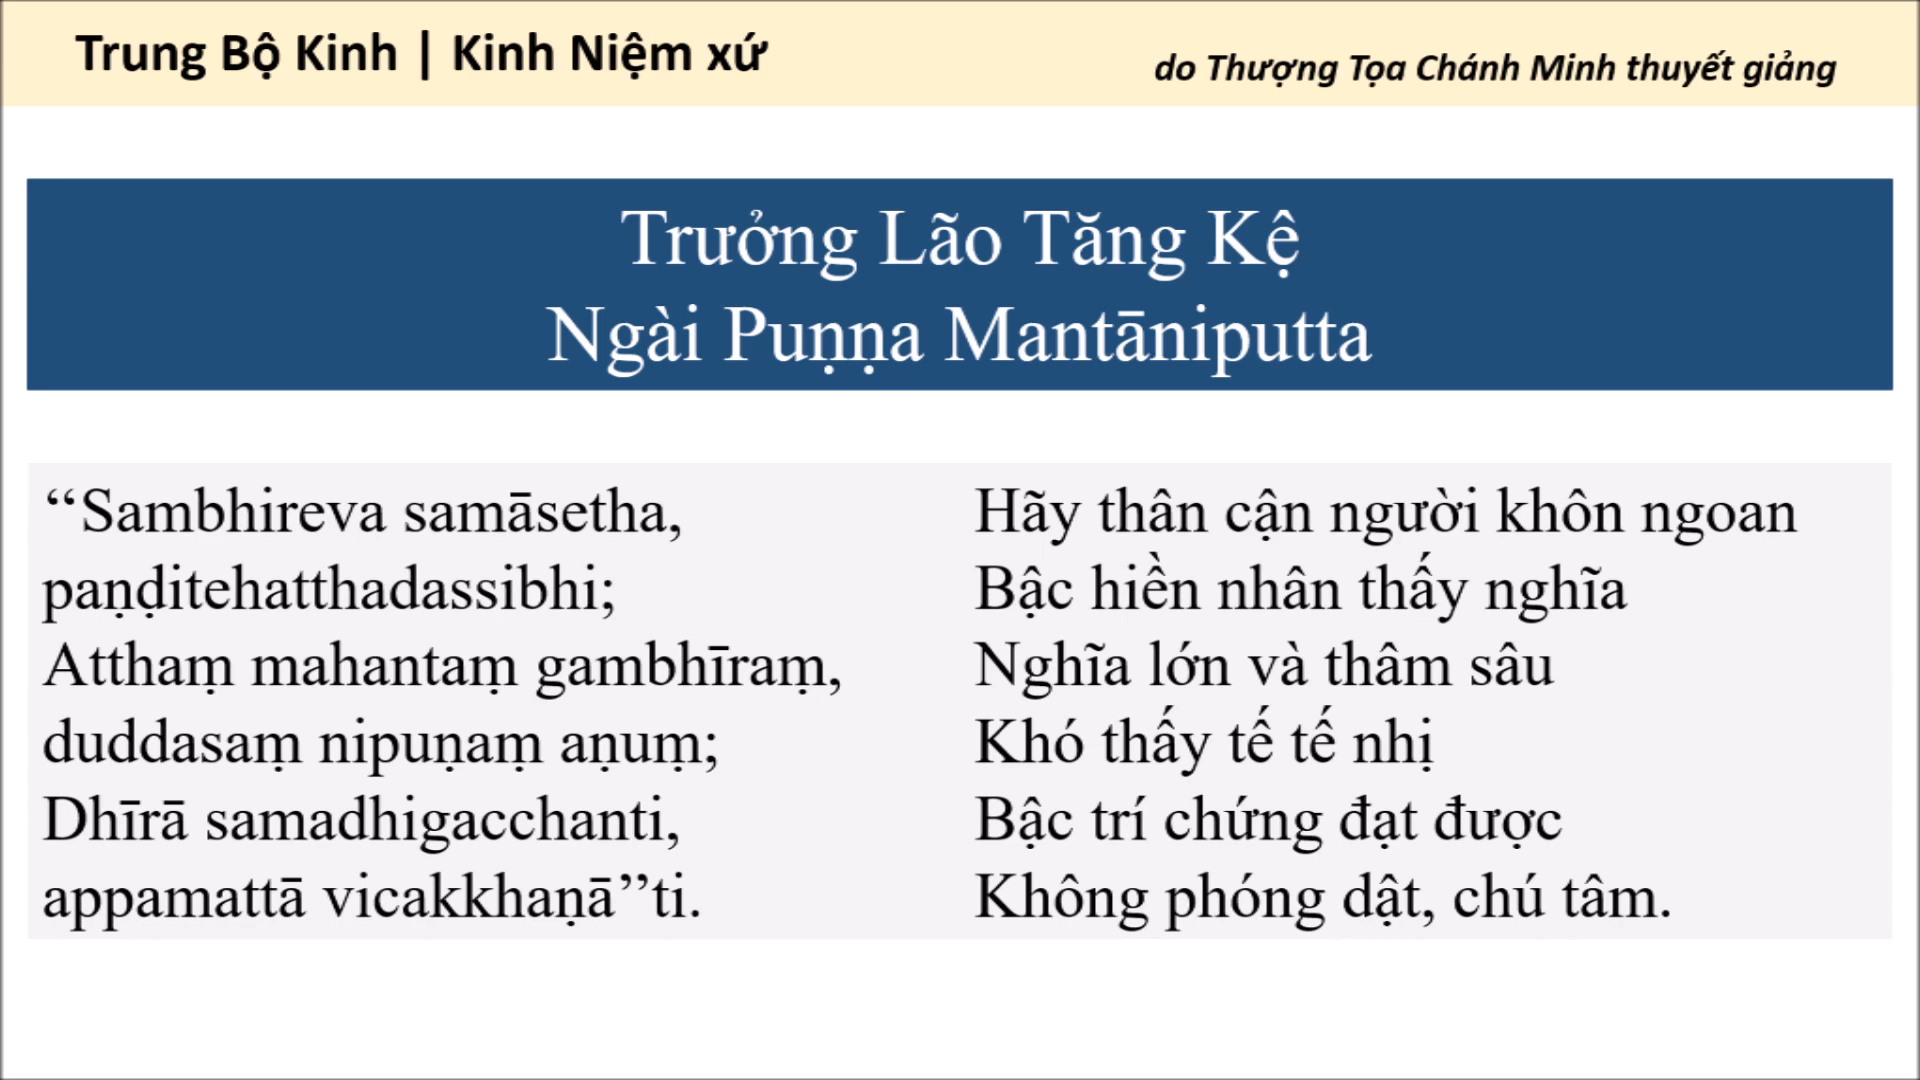 Trung Bộ Kinh | Kinh Niệm xứ
do Thượng Tọa Chánh Minh thuyết giảng
Trưởng Lão Tăng Kệ
Ngài Puṇṇa Mantāniputta
‘‘Sambhireva samāsetha,
paṇḍitehatthadassibhi;
Atthaṃ mahantaṃ gambhīraṃ,
duddasaṃ nipuṇaṃ aṇuṃ;
Dhīrā samadhigacchanti,
appamattā vicakkhaṇā’’ti.
Hãy thân cận người khôn ngoan
Bậc hiền nhân thấy nghĩa
Nghĩa lớn và thâm sâu
Khó thấy tế tế nhị
Bậc trí chứng đạt được
Không phóng dật, chú tâm.